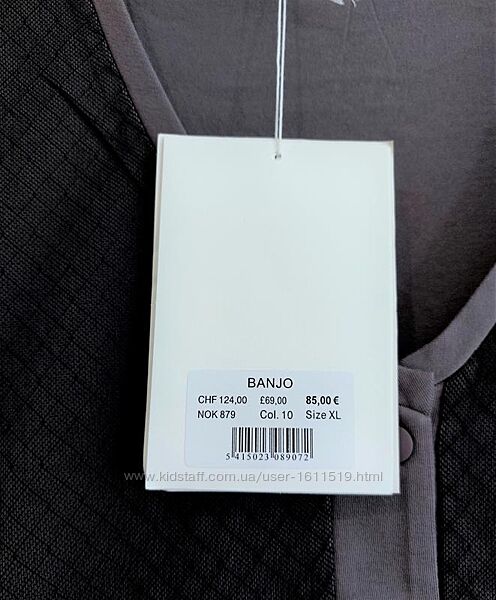 BANJO
CHF 124,00 £69,00 85,00 €
NOK 879 Col. 10 Size XL
5 415023 089072
www.kidstaff.com.ua/user-1611519.html